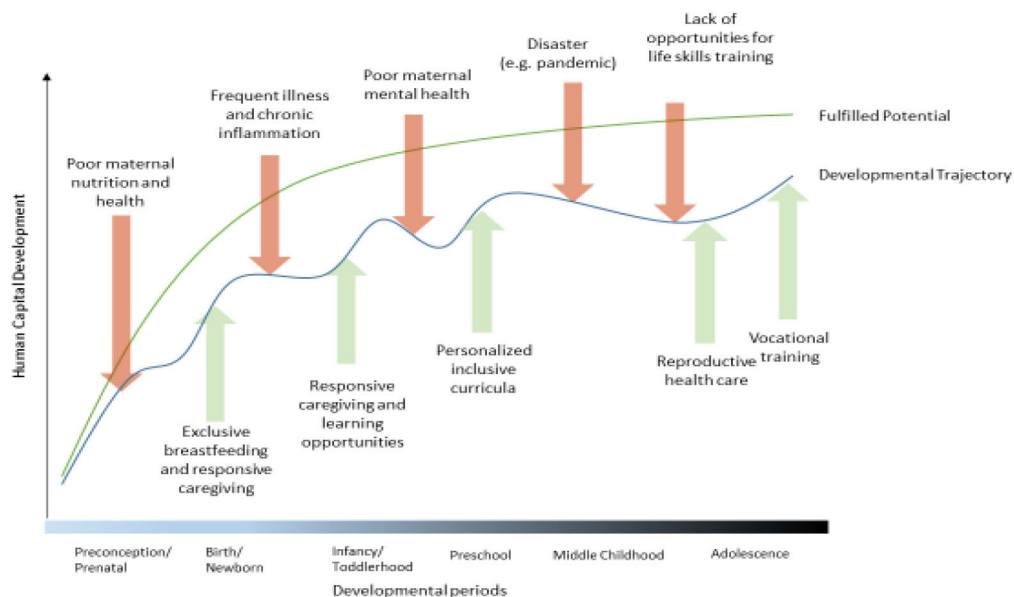 Lack of
opportunities for
life skills training
Disaster
(e.g. pandemic)
Poor maternal
mental health
Frequent illness
and chronic
inflammation
Poor maternal
nutrition and
health
Fulfilled Potential
Developmental Trajectory
Human Capital Development
Exclusive
breastfeeding
and responsive
caregiving
Responsive
caregiving and
learning
opportunities
Personalized
inclusive
curricula
Reproductive
health care
Vocational
training
Preconception/
Prenatal
Birth/
Newborn
Infancy/
Toddlerhood
Preschool
Middle Childhood
Adolescence
Developmental periods